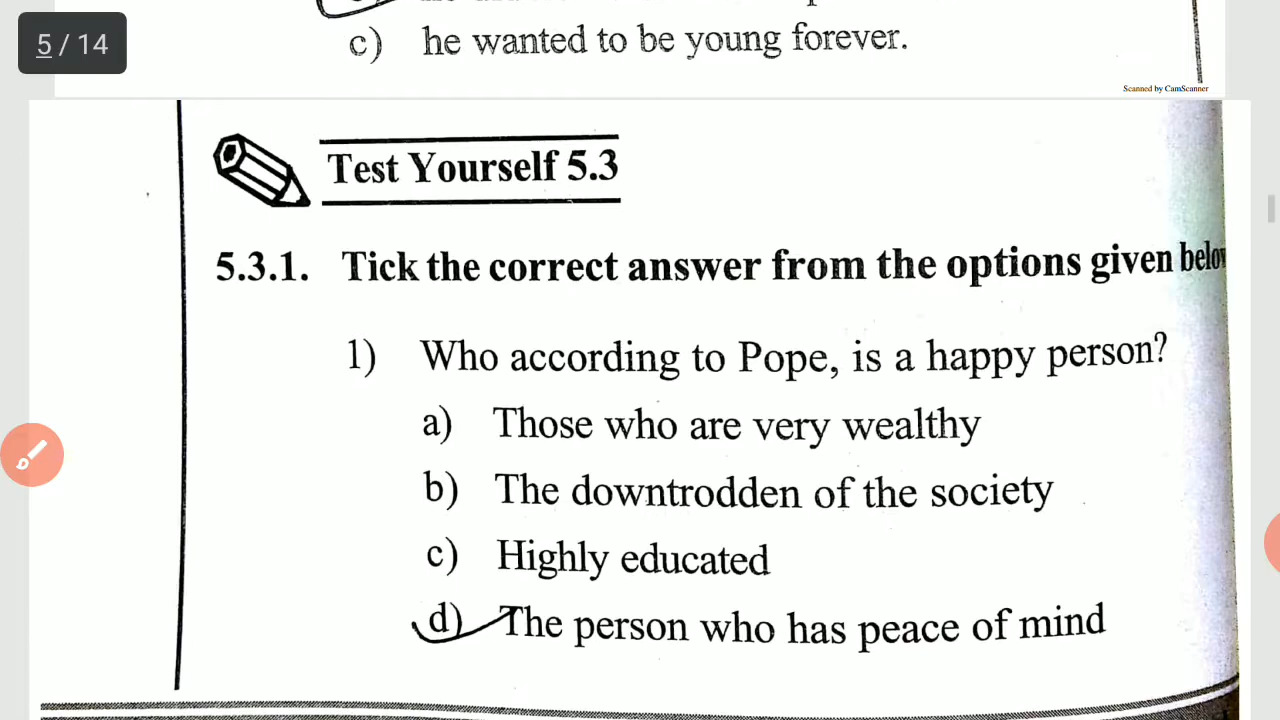 5 / 14
c) he wanted to be young forever.
Scanned by CamScanner
Test Yourself 5.3
5.3.1. Tick the correct answer from the options given below
1) Who according to Pope, is a happy person?
a) Those who are very wealthy
b) The downtrodden of the society
c) Highly educated
d) The person who has peace of mind